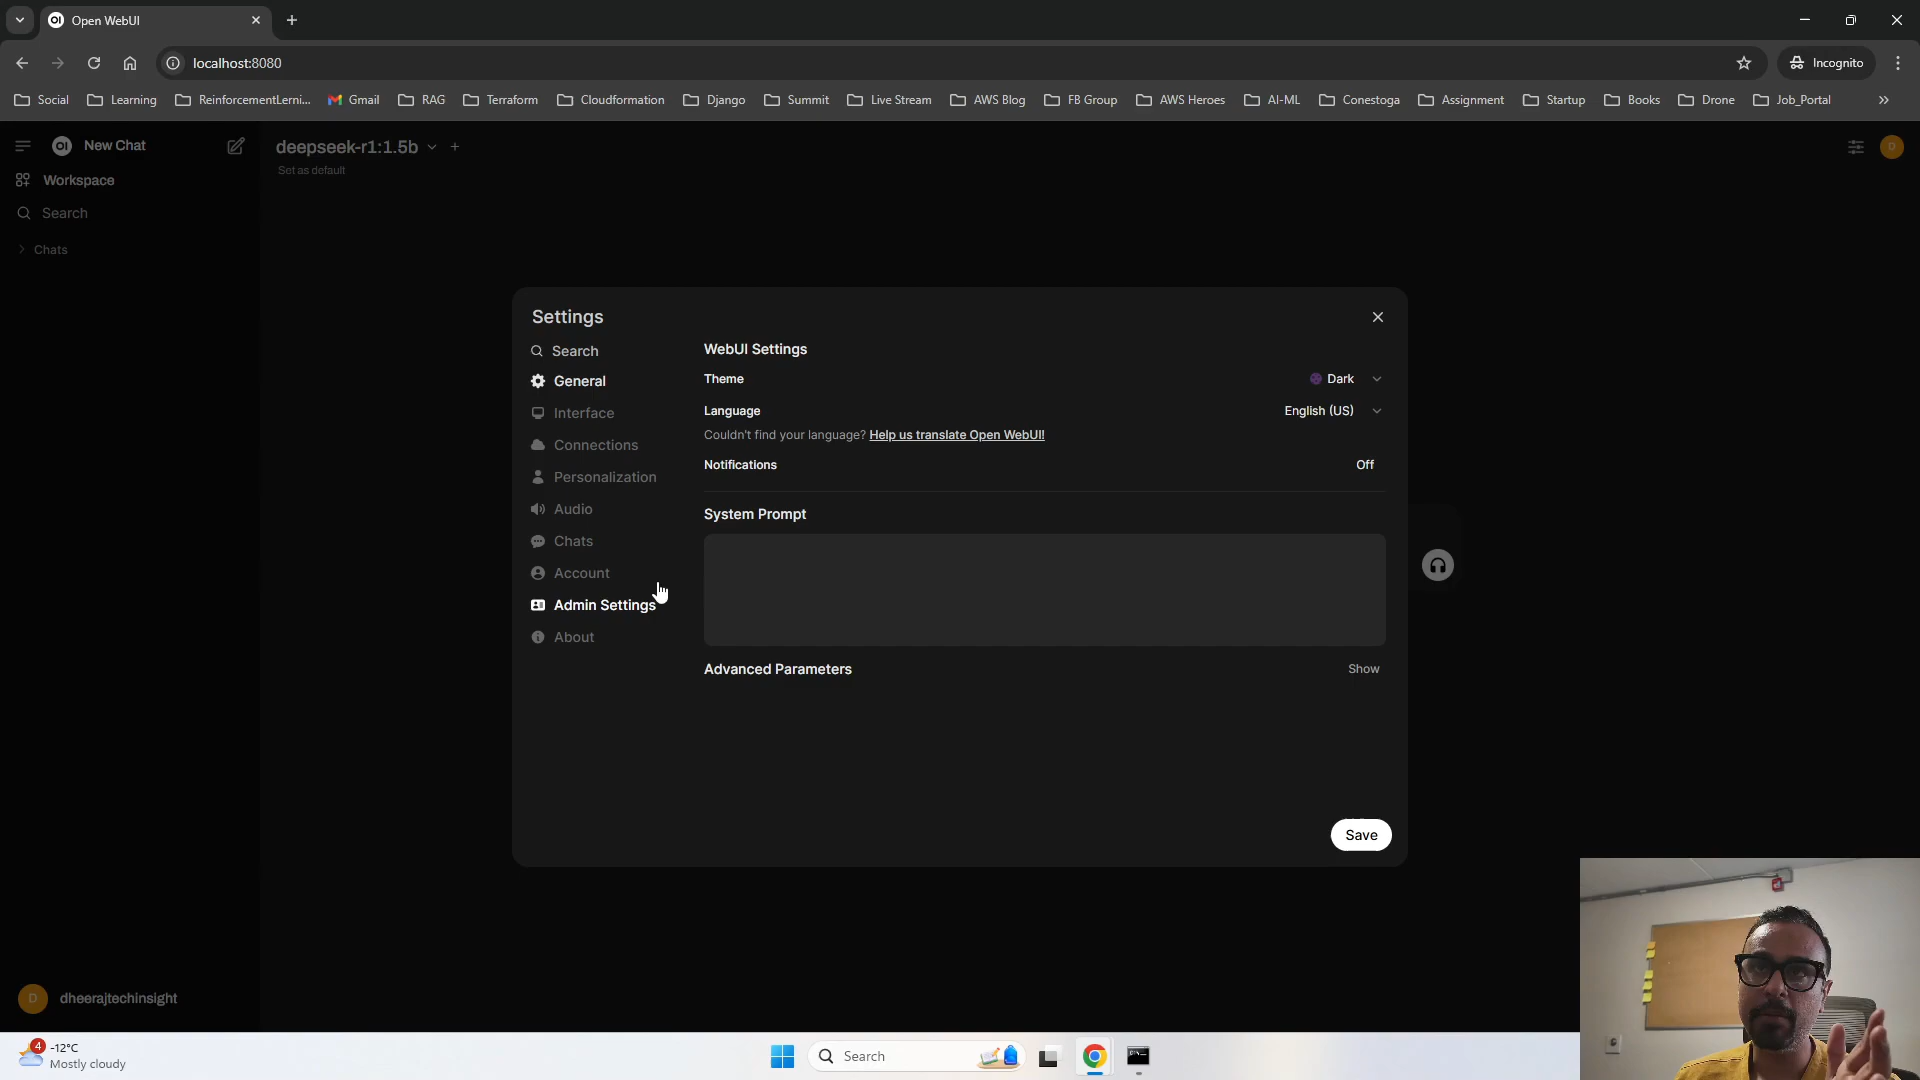 Open WebUI
localhost:8080
Incognito
Social
Learning
ReinforcementLerni...
Gmail
RAG
Terraform
Cloudformation
Django
Summit
Live Stream
AWS Blog
FB Group
AWS Heroes
AI-ML
Conestoga
Assignment
Startup
Books
Drone
Job_Portal
OI New Chat
deepseek-r1:1.5b
Set as default
D
Workspace
Search
Chats
Settings
Search
General
Interface
Connections
Personalization
Audio
Chats
Account
Admin Settings
About
WebUI Settings
Theme
Dark
Language
English (US)
Couldn't find your language? Help us translate Open WebUI!
Notifications
Off
System Prompt
Advanced Parameters
Show
Save
D dheerajtechinsight
4
-12°C
Mostly cloudy
Search